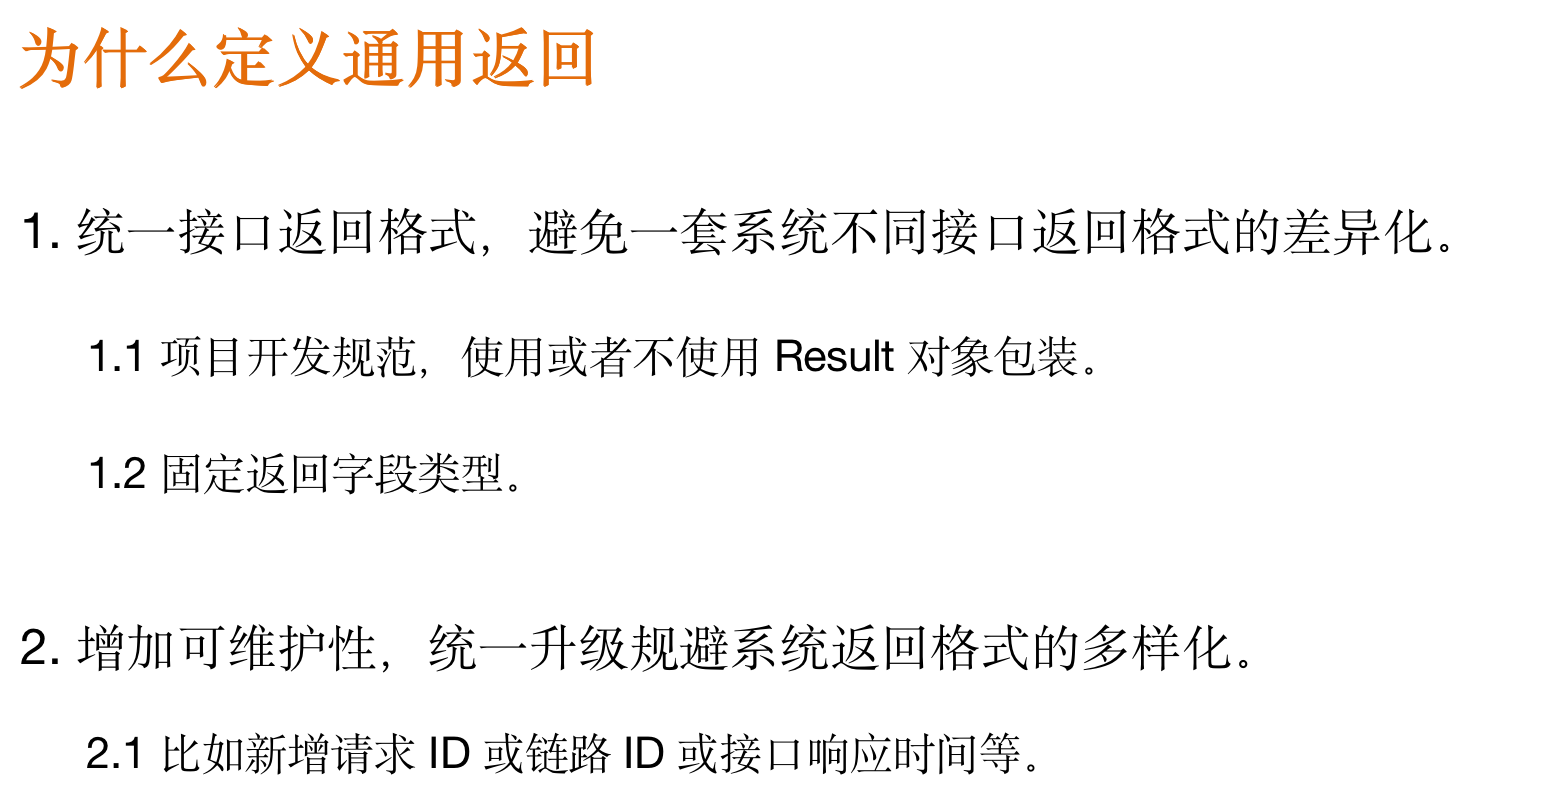 为什么定义通用返回
1. 统一接口返回格式，避免一套系统不同接口返回格式的差异化。
1.1 项目开发规范，使用或者不使用 Result 对象包装。
1.2 固定返回字段类型。
2. 增加可维护性，统一升级规避系统返回格式的多样化。
2.1 比如新增请求 ID 或链路 ID 或接口响应时间等。